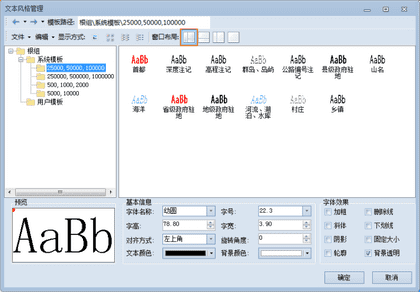 文本风格管理
模板路径: 根组\系统模板\25000,50000,100000
文件 编辑 显示方式: 窗口布局:
根组
系统模板
25000, 50000, 100000
250000, 500000, 1000000
500, 1000, 2000
5000, 10000
用户模板
AaBb AaBb AaBb AaBb AaBb AaBb AaBb
首都 深度注记 高程注记 群岛、岛屿 公路编号注记 县级政府驻地 山名
AaBb AaBb AaBb AaBb AaBb AaBb
海洋 省级政府驻地 地级政府驻地 河流、湖泊、水库 村庄 乡镇
预览
AaBb
基本信息
字体名称: 幼圆 字号: 22.3
字高: 78.80 字宽: 3.90
对齐方式: 左上角 旋转角度: 0
文本颜色: 背景颜色:
字体效果
加粗 删除线
斜体 下划线
阴影 固定大小
轮廓 背景透明
确定 取消